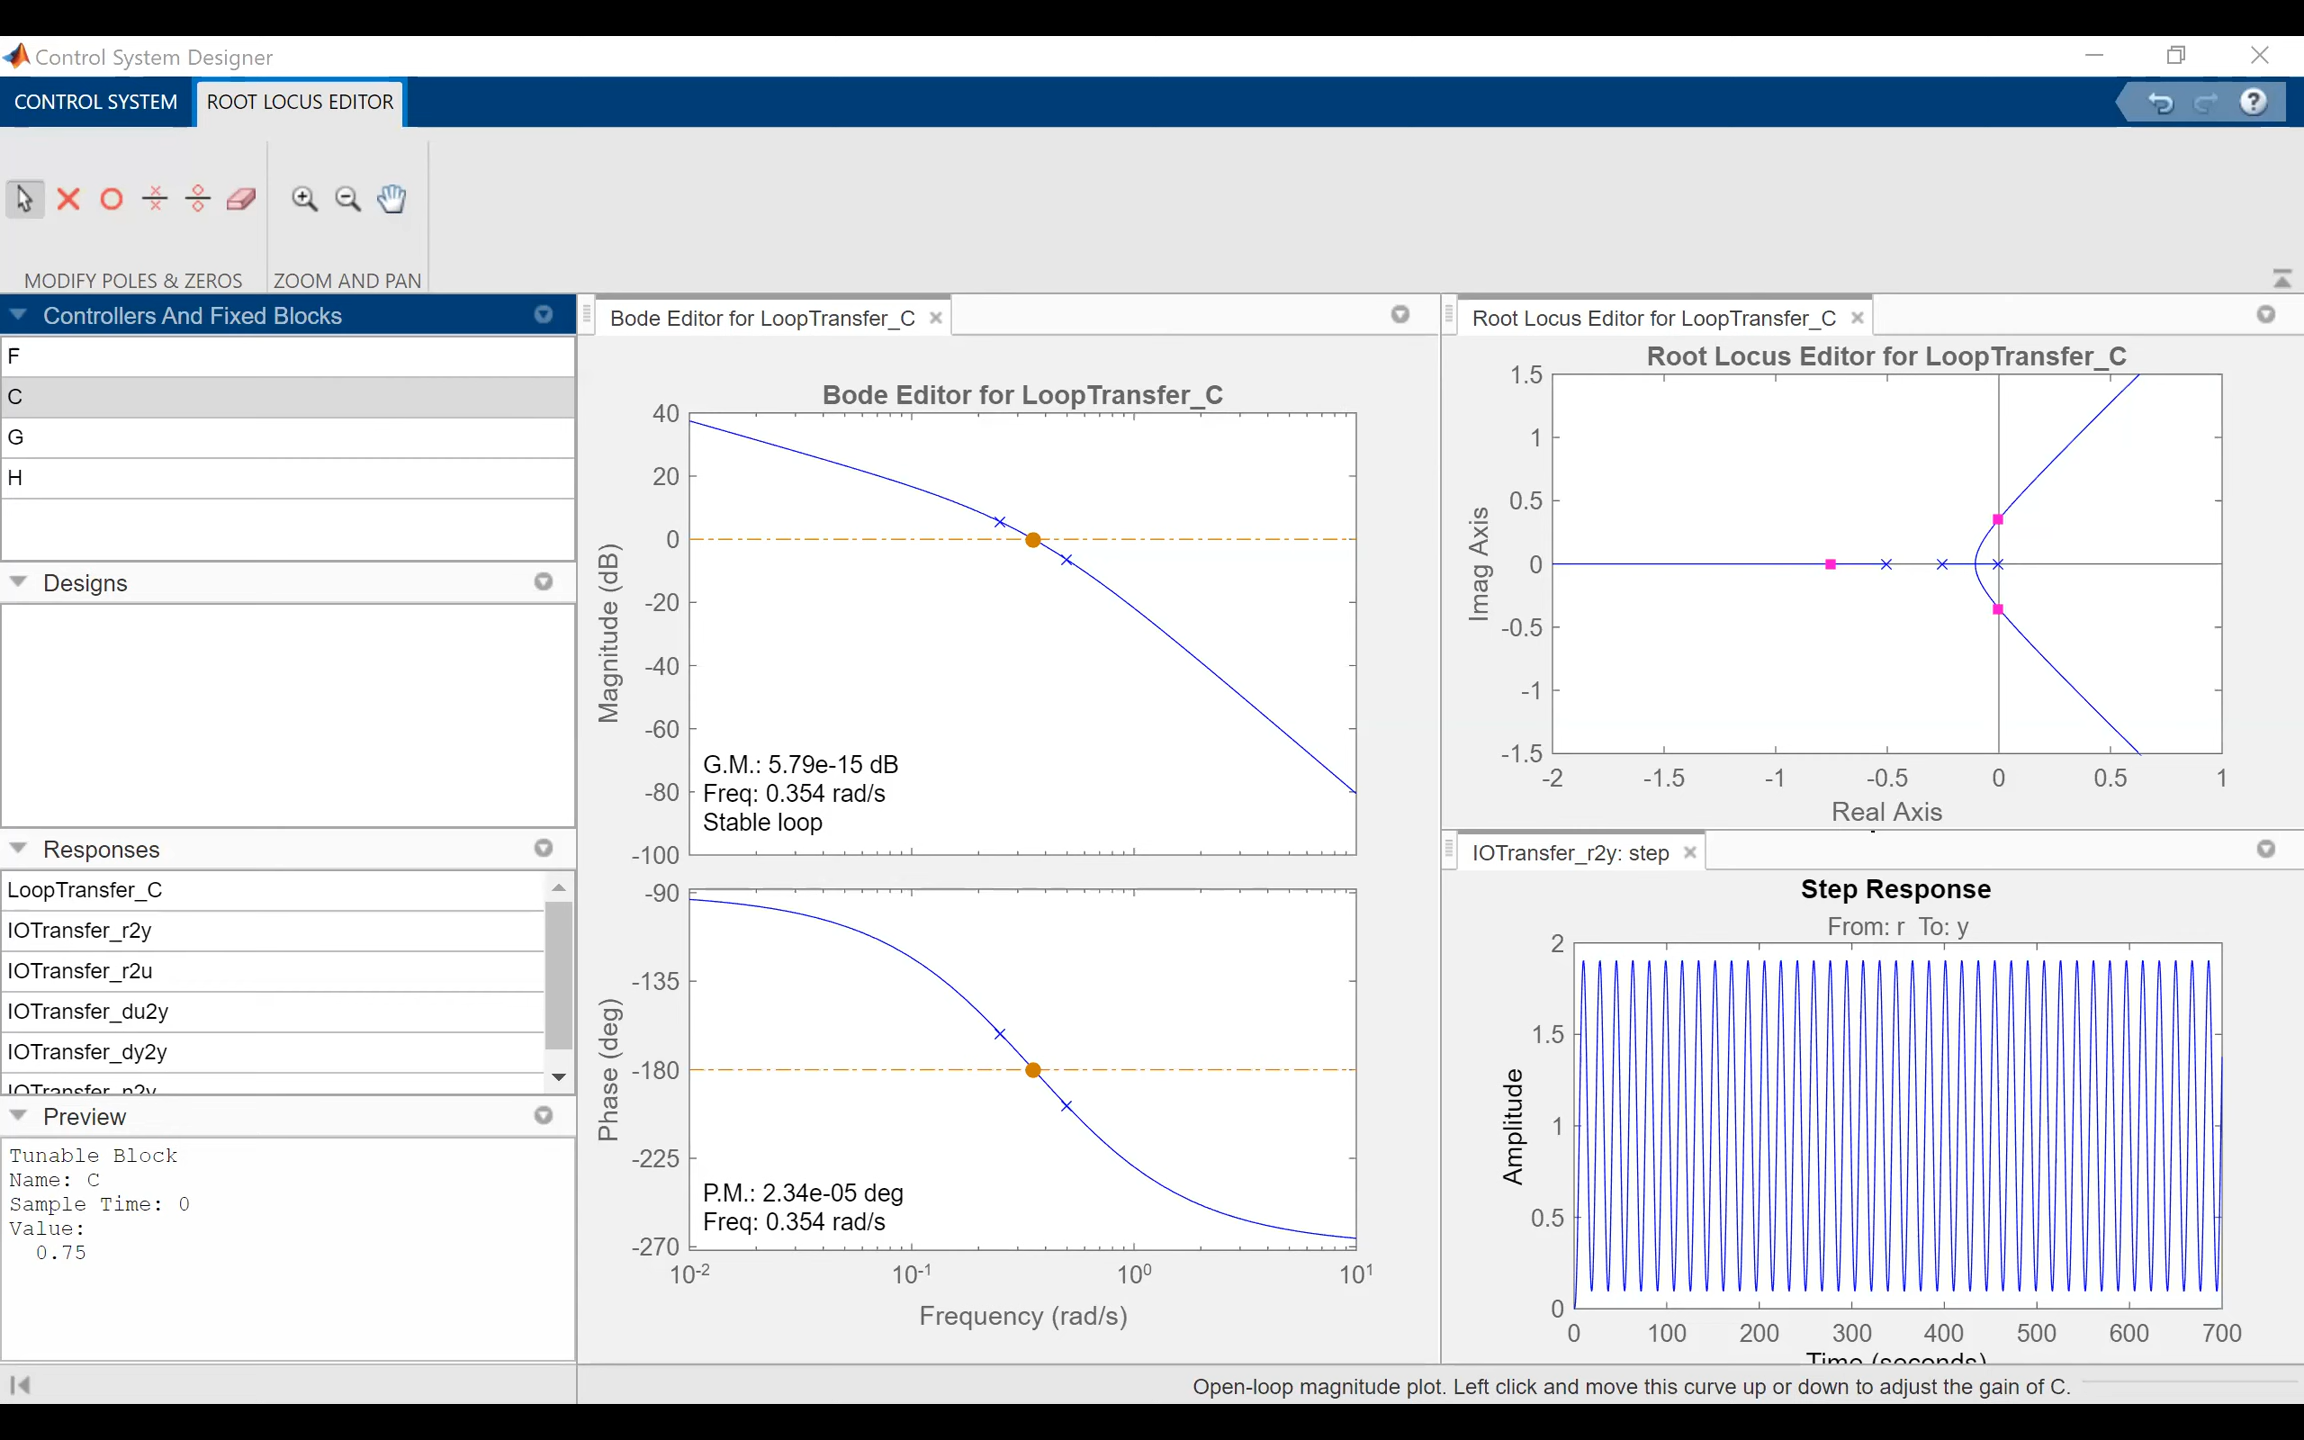 Control System Designer
CONTROL SYSTEM
ROOT LOCUS EDITOR
?
MODIFY POLES & ZEROS
ZOOM AND PAN
Controllers And Fixed Blocks
F
C
G
H
Designs
Responses
LoopTransfer_C
IOTransfer_r2y
IOTransfer_r2u
IOTransfer_du2y
IOTransfer_dy2y
IOTransfer_n2y
Preview
Tunable Block
Name: C
Sample Time: 0
Value:
0.75
Bode Editor for LoopTransfer_C
Bode Editor for LoopTransfer_C
Magnitude (dB)
40
20
0
-20
-40
-60
-80
-100
G.M.: 5.79e-15 dB
Freq: 0.354 rad/s
Stable loop
Phase (deg)
-90
-135
-180
-225
-270
P.M.: 2.34e-05 deg
Freq: 0.354 rad/s
10-2
10-1
100
101
Frequency (rad/s)
Root Locus Editor for LoopTransfer_C
Root Locus Editor for LoopTransfer_C
Imag Axis
1.5
1
0.5
0
-0.5
-1
-1.5
-2
-1.5
-1
-0.5
0
0.5
1
Real Axis
IOTransfer_r2y: step
Step Response
From: r To: y
Amplitude
2
1.5
1
0.5
0
0
100
200
300
400
500
600
700
Time (seconds)
Open-loop magnitude plot. Left click and move this curve up or down to adjust the gain of C.